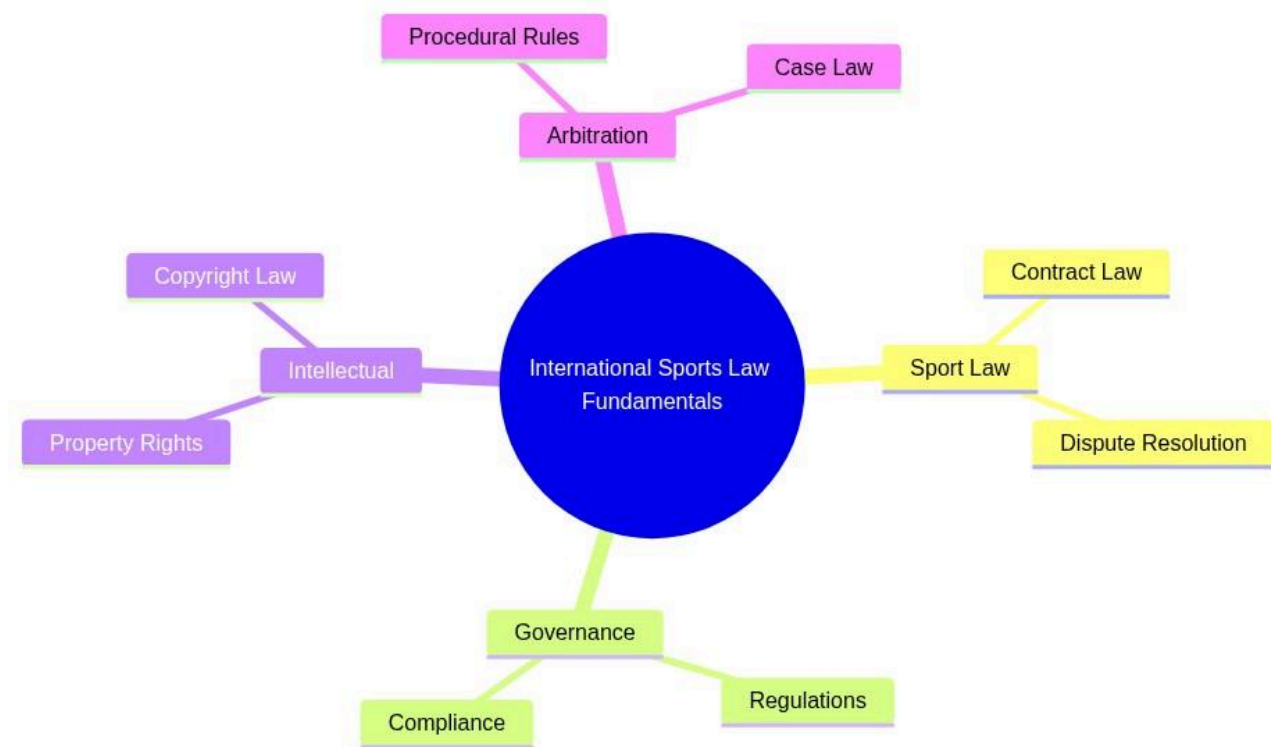 Procedural Rules
Case Law
Arbitration
Copyright Law
Contract Law
Intellectual
International Sports Law
Fundamentals
Sport Law
Property Rights
Dispute Resolution
Governance
Compliance
Regulations